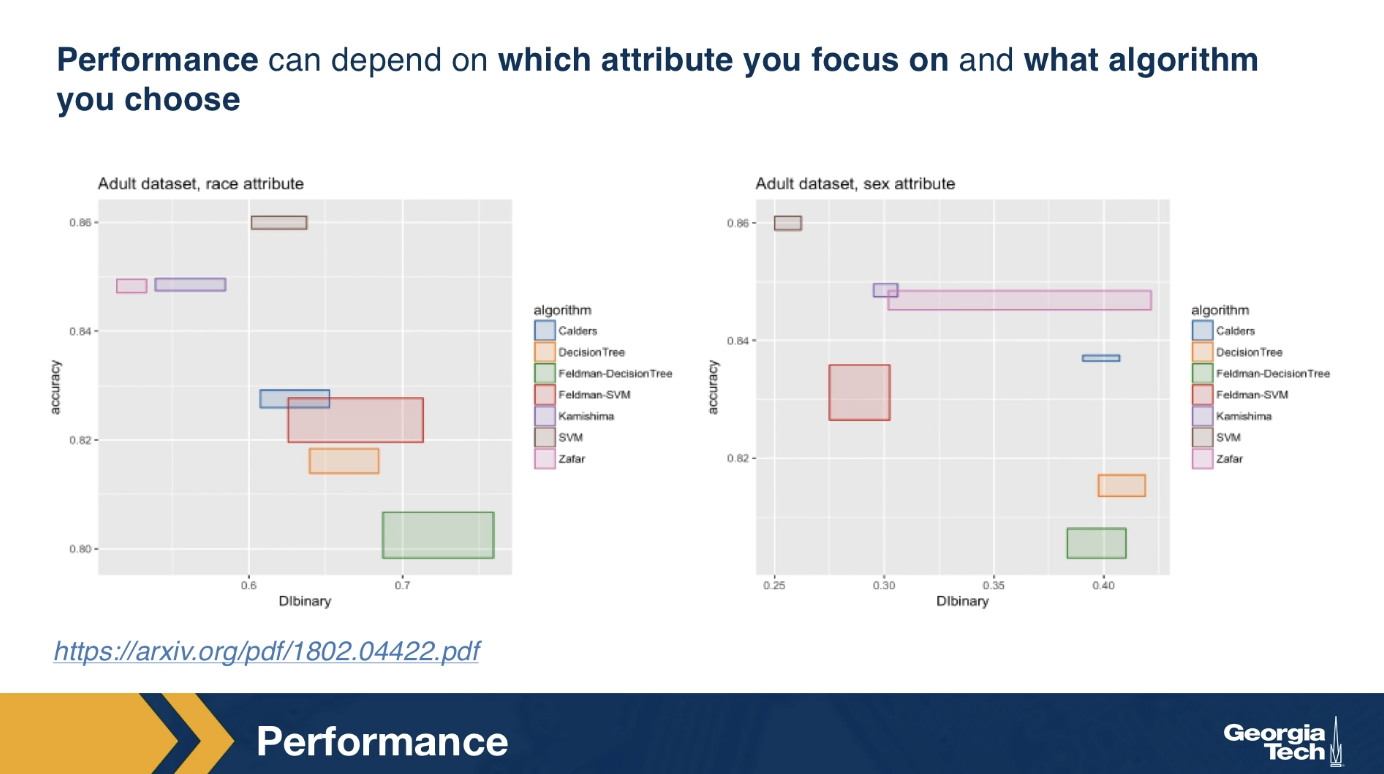 Performance can depend on which attribute you focus on and what algorithm
you choose
Adult dataset, race attribute
0.86
0.84
0.82
0.80
accuracy
0.6
0.7
DIbinary
algorithm
Calders
DecisionTree
Feldman-DecisionTree
Feldman-SVM
Kamishima
SVM
Zafar
Adult dataset, sex attribute
0.86
0.84
0.82
accuracy
0.25
0.30
0.35
0.40
DIbinary
algorithm
Calders
DecisionTree
Feldman-DecisionTree
Feldman-SVM
Kamishima
SVM
Zafar
https://arxiv.org/pdf/1802.04422.pdf
Performance
Georgia
Tech